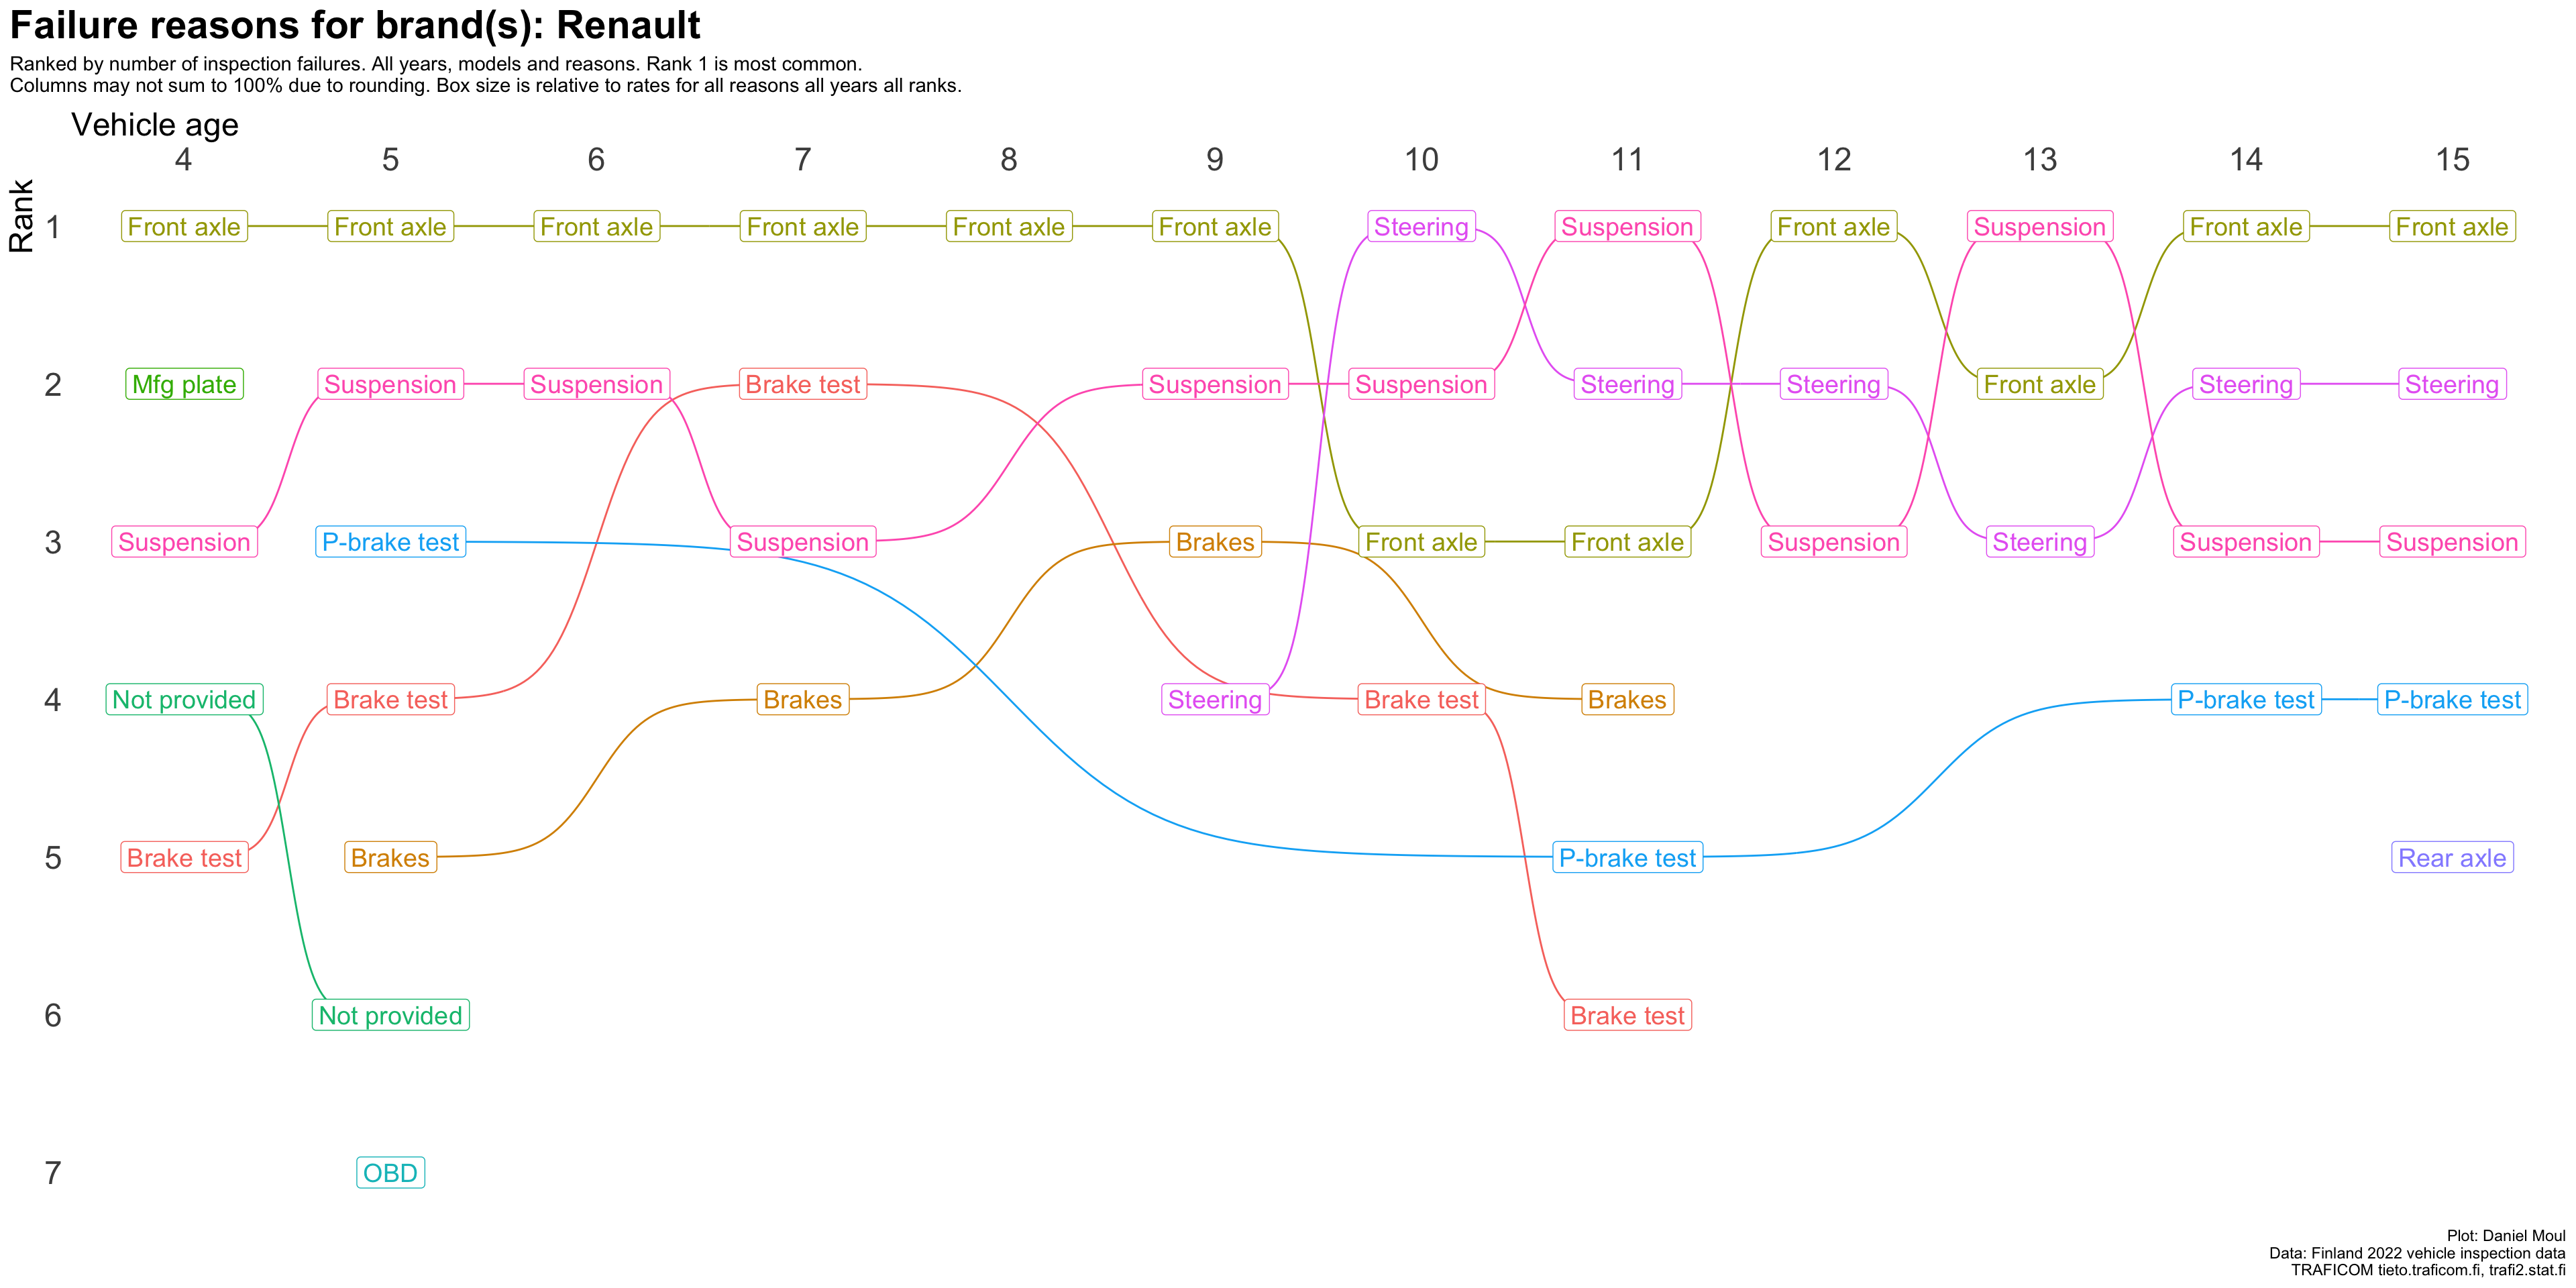 Failure reasons for brand(s): Renault
Ranked by number of inspection failures. All years, models and reasons. Rank 1 is most common.
Columns may not sum to 100% due to rounding. Box size is relative to rates for all reasons all years all ranks.
Vehicle age
4 5 6 7 8 9 10 11 12 13 14 15
Rank
1 Front axle Front axle Front axle Front axle Front axle Front axle Steering Suspension Front axle Suspension Front axle Front axle
2 Mfg plate Suspension Suspension Brake test Suspension Suspension Steering Steering Front axle Steering Steering
3 Suspension P-brake test Suspension Brakes Front axle Front axle Suspension Steering Suspension Suspension
4 Not provided Brake test Brakes Steering Brake test Brakes P-brake test P-brake test
5 Brake test Brakes P-brake test Rear axle
6 Not provided Brake test
7 OBD
Plot: Daniel Moul
Data: Finland 2022 vehicle inspection data
TRAFICOM tieto.traficom.fi, trafi2.stat.fi